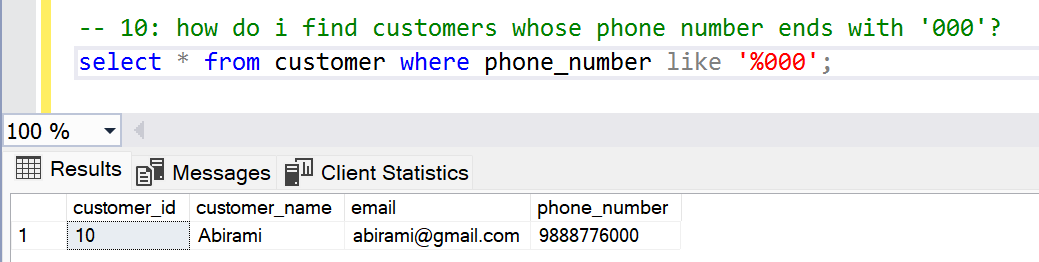 -- 10: how do i find customers whose phone number ends with '000'?
select * from customer where phone_number like '%000';
100 %
Results Messages Client Statistics
customer_id customer_name email phone_number
1 10 Abirami abirami@gmail.com 9888776000